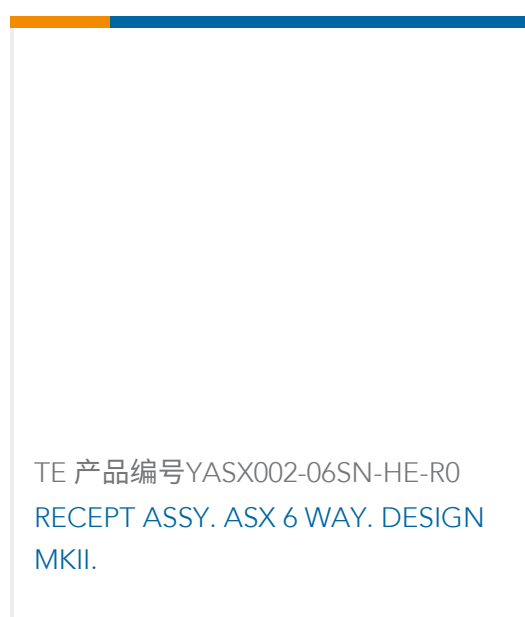 TE 产品编号YASX002-06SN-HE-R0
RECEPT ASSY. ASX 6 WAY. DESIGN
MKII.